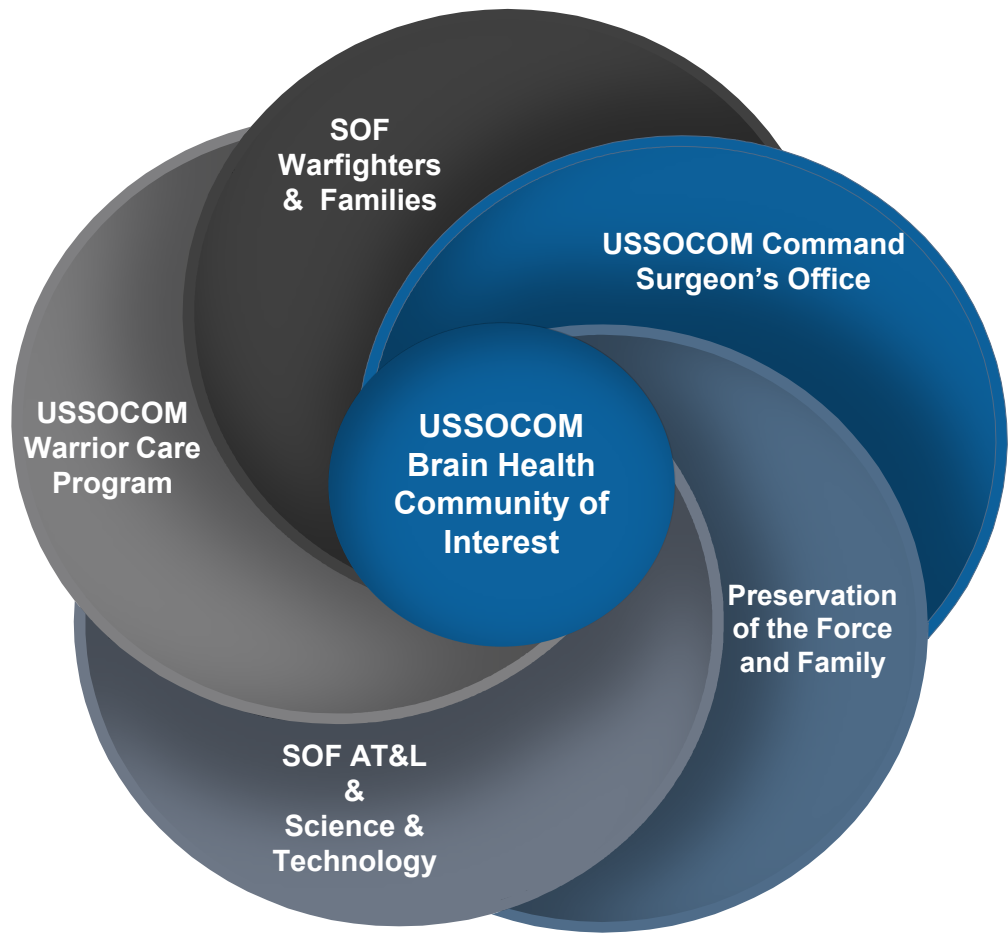 SOF
Warfighters
& Families
USSOCOM Command
Surgeon's Office
USSOCOM
Warrior Care
Program
USSOCOM
Brain Health
Community of
Interest
Preservation
of the Force
and Family
SOF AT&L
&
Science &
Technology